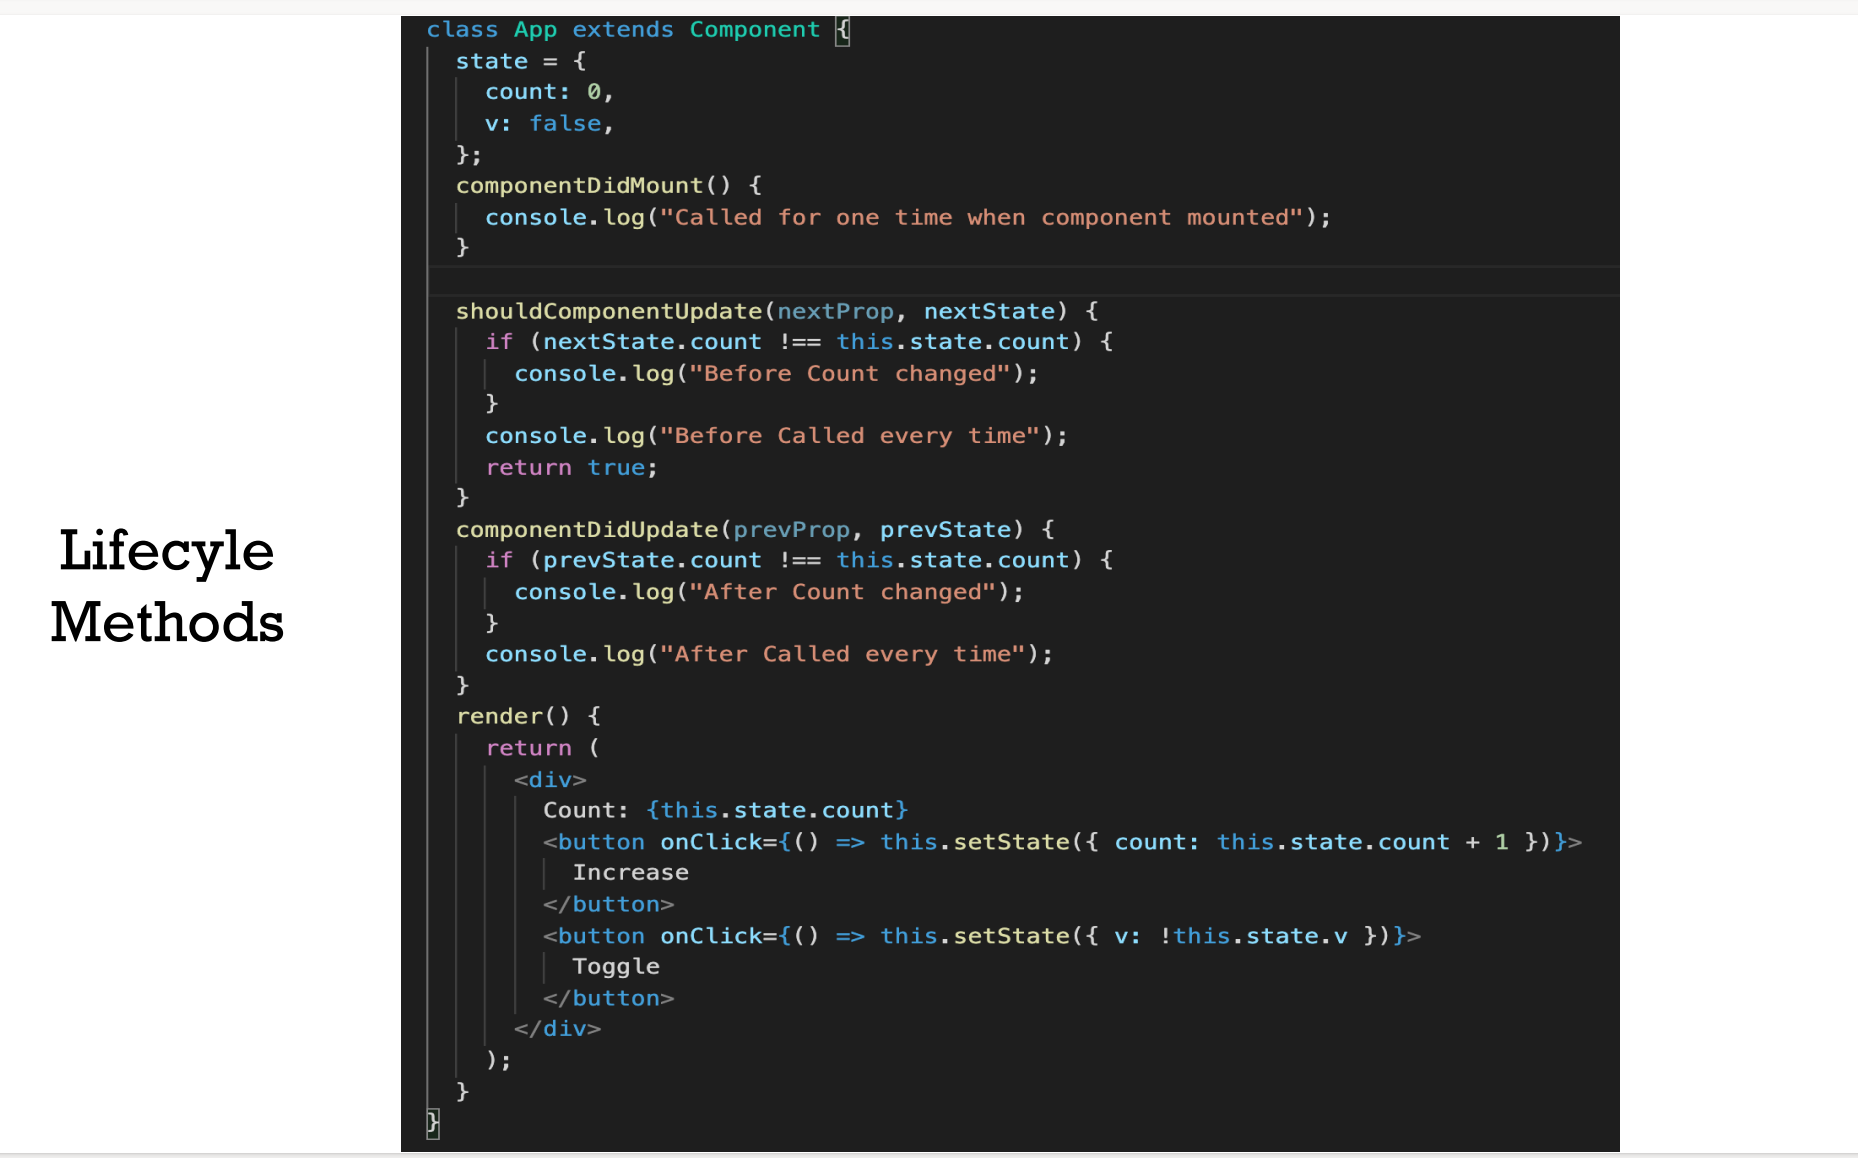 Lifecyle
Methods
class App extends Component {
  state = {
    count: 0,
    v: false,
  };
  componentDidMount() {
    console.log("Called for one time when component mounted");
  }

  shouldComponentUpdate(nextProp, nextState) {
    if (nextState.count !== this.state.count) {
      console.log("Before Count changed");
    }
    console.log("Before Called every time");
    return true;
  }
  componentDidUpdate(prevProp, prevState) {
    if (prevState.count !== this.state.count) {
      console.log("After Count changed");
    }
    console.log("After Called every time");
  }
  render() {
    return (
      <div>
        Count: {this.state.count}
        <button onClick={() => this.setState({ count: this.state.count + 1 })}>
          Increase
        </button>
        <button onClick={() => this.setState({ v: !this.state.v })}>
          Toggle
        </button>
      </div>
    );
  }
}